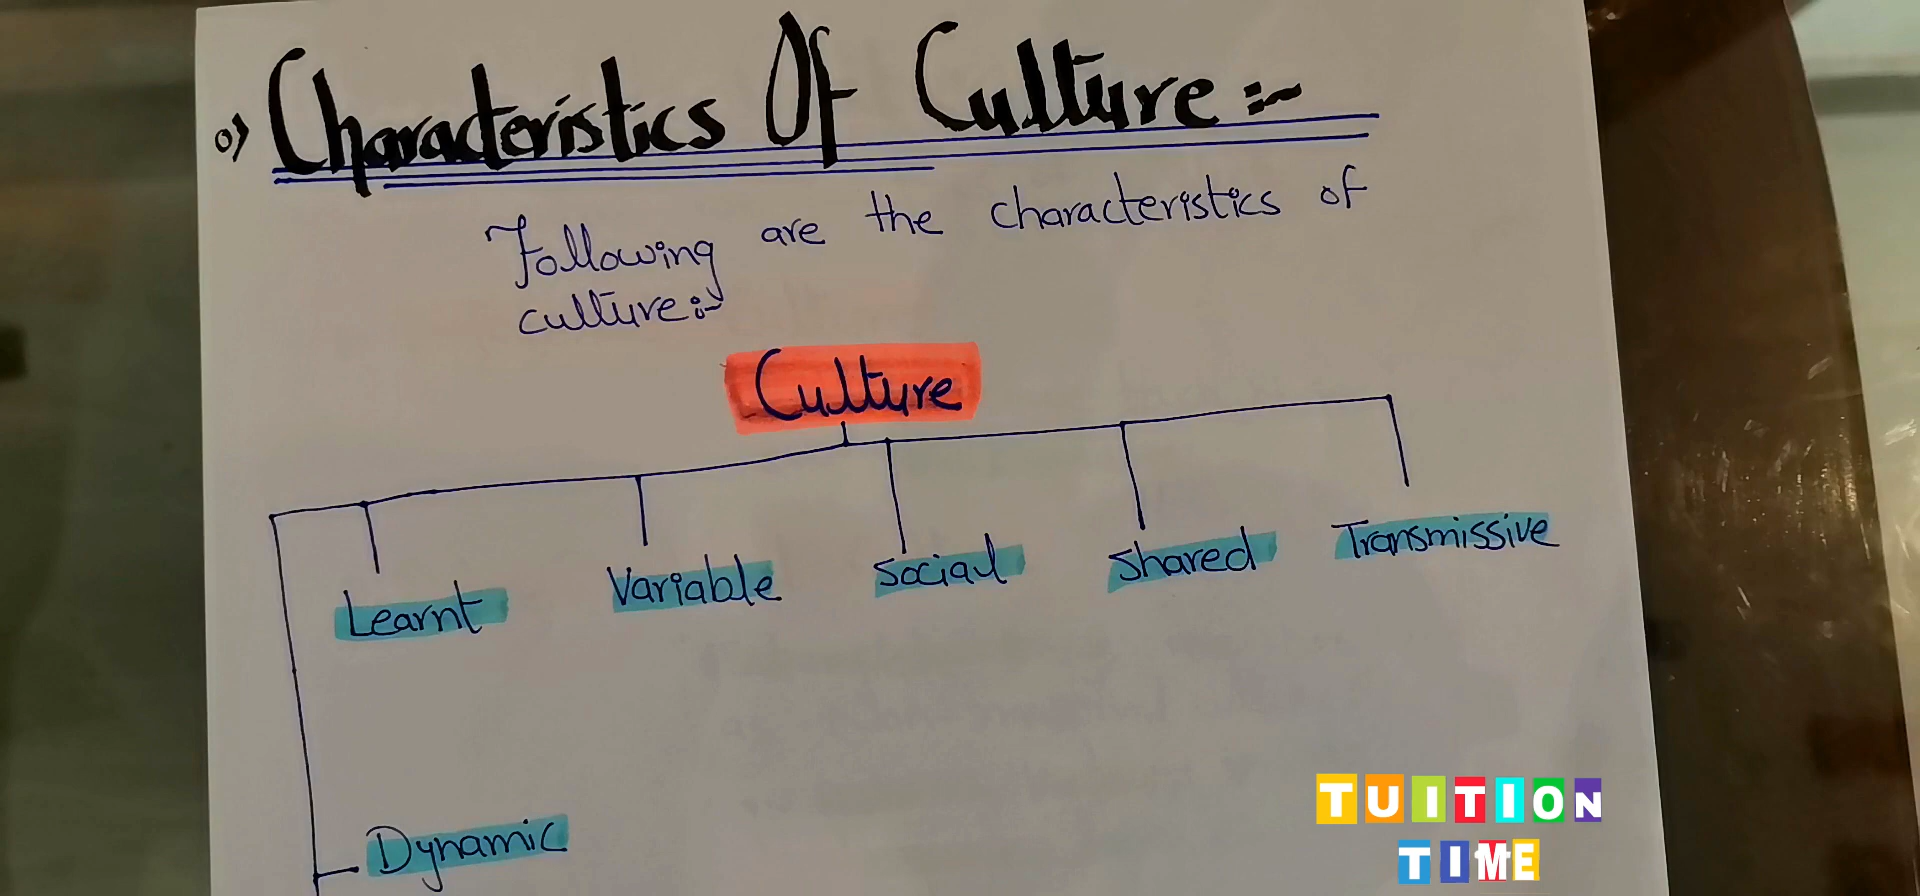 o) Characteristics Of Culture :-
Following are the characteristics of
culture:-
Culture
Learnt Variable Social Shared Transmissive
Dynamic
TUITION
TIME